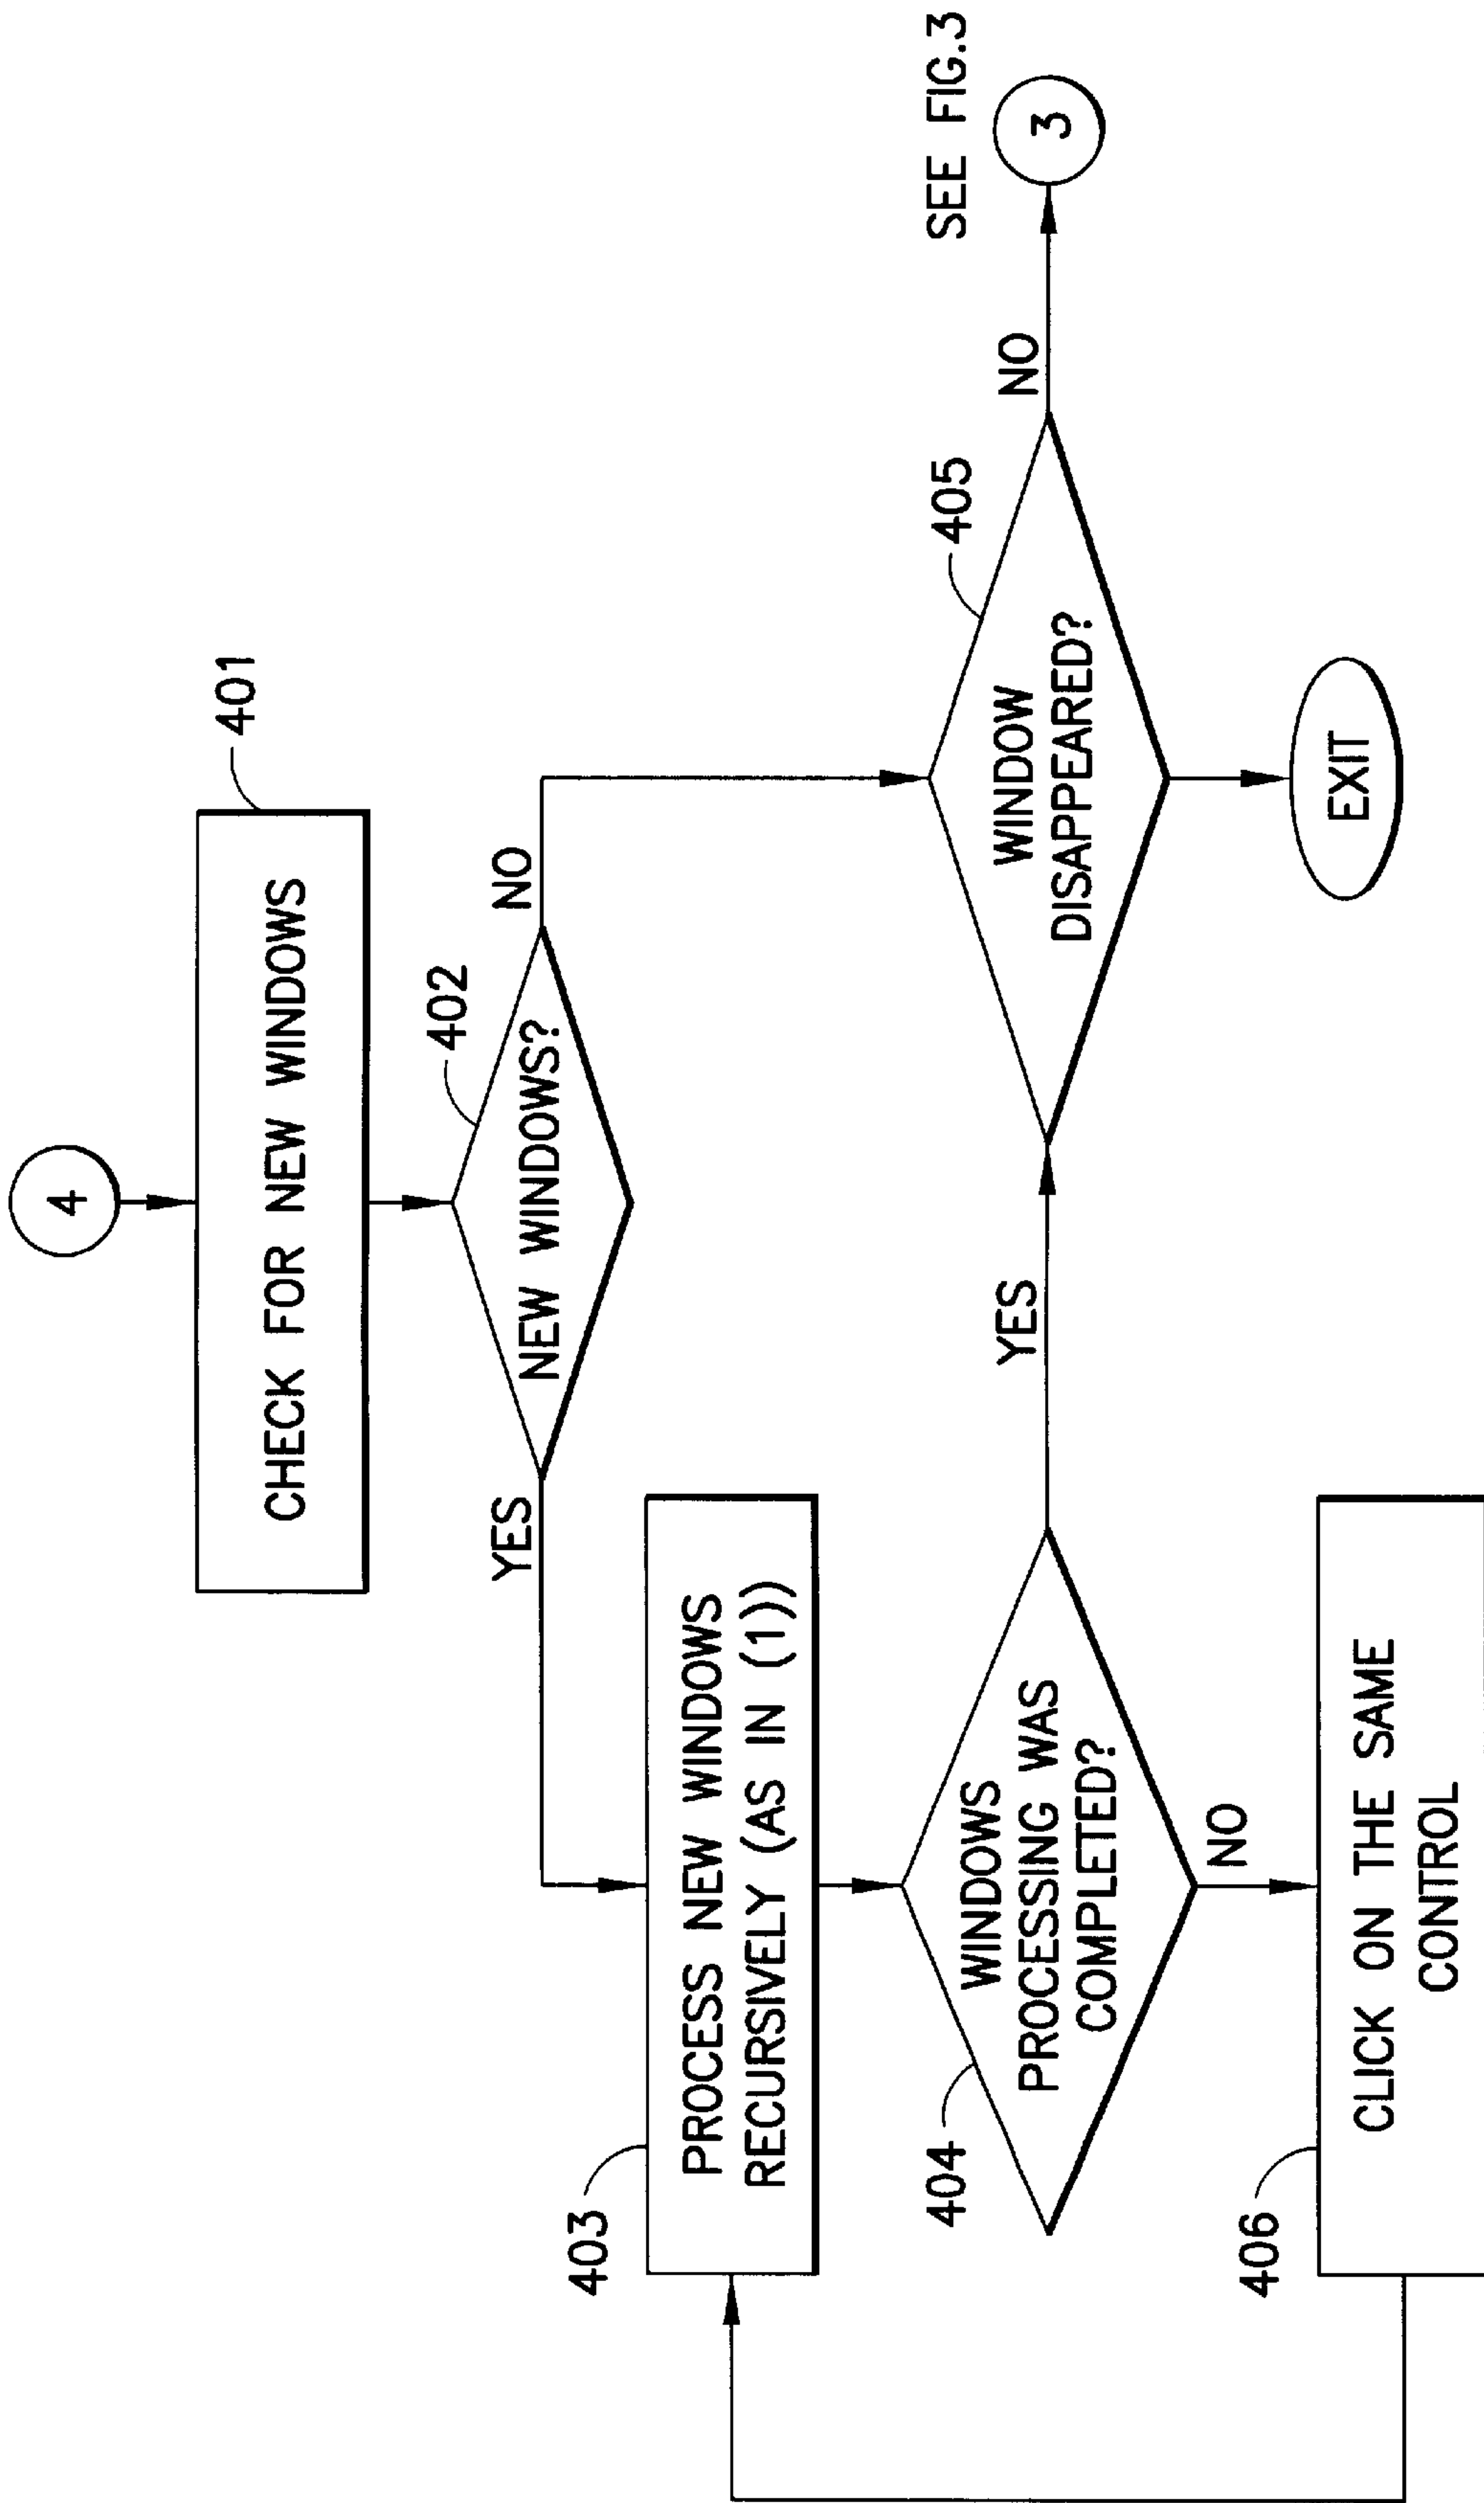 4
401
CHECK FOR NEW WINDOWS
402
NEW WINDOWS?
YES
NO
403
PROCESS NEW WINDOWS
RECURSIVELY (AS IN (1))
404
WINDOWS
PROCESSING WAS
COMPLETED?
YES
405
WINDOW
DISAPPEARED?
NO
SEE FIG.3
3
NO
406
CLICK ON THE SAME
CONTROL
EXIT